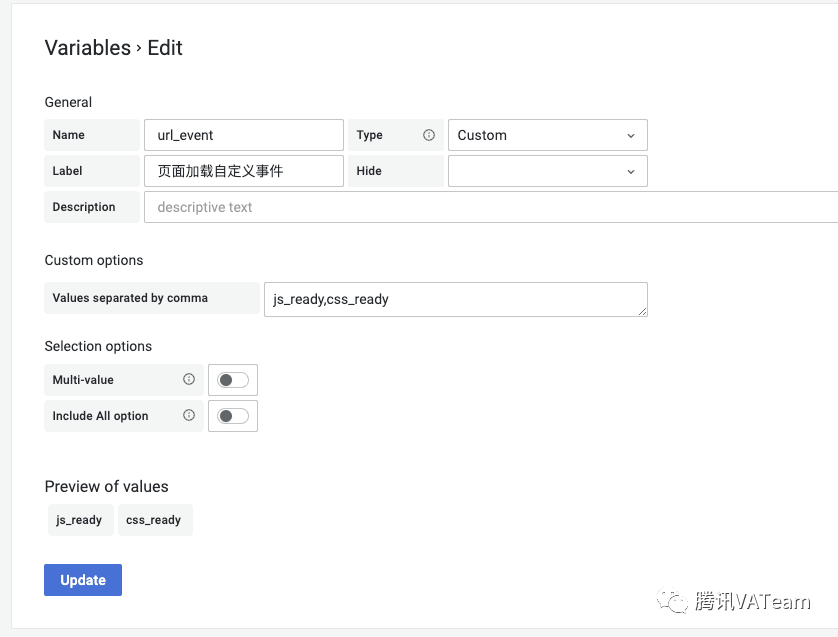 Variables › Edit
General
Name url_event Type Custom
Label 页面加载自定义事件 Hide
Description descriptive text
Custom options
Values separated by comma js_ready,css_ready
Selection options
Multi-value
Include All option
Preview of values
js_ready css_ready
Update
腾讯VATeam